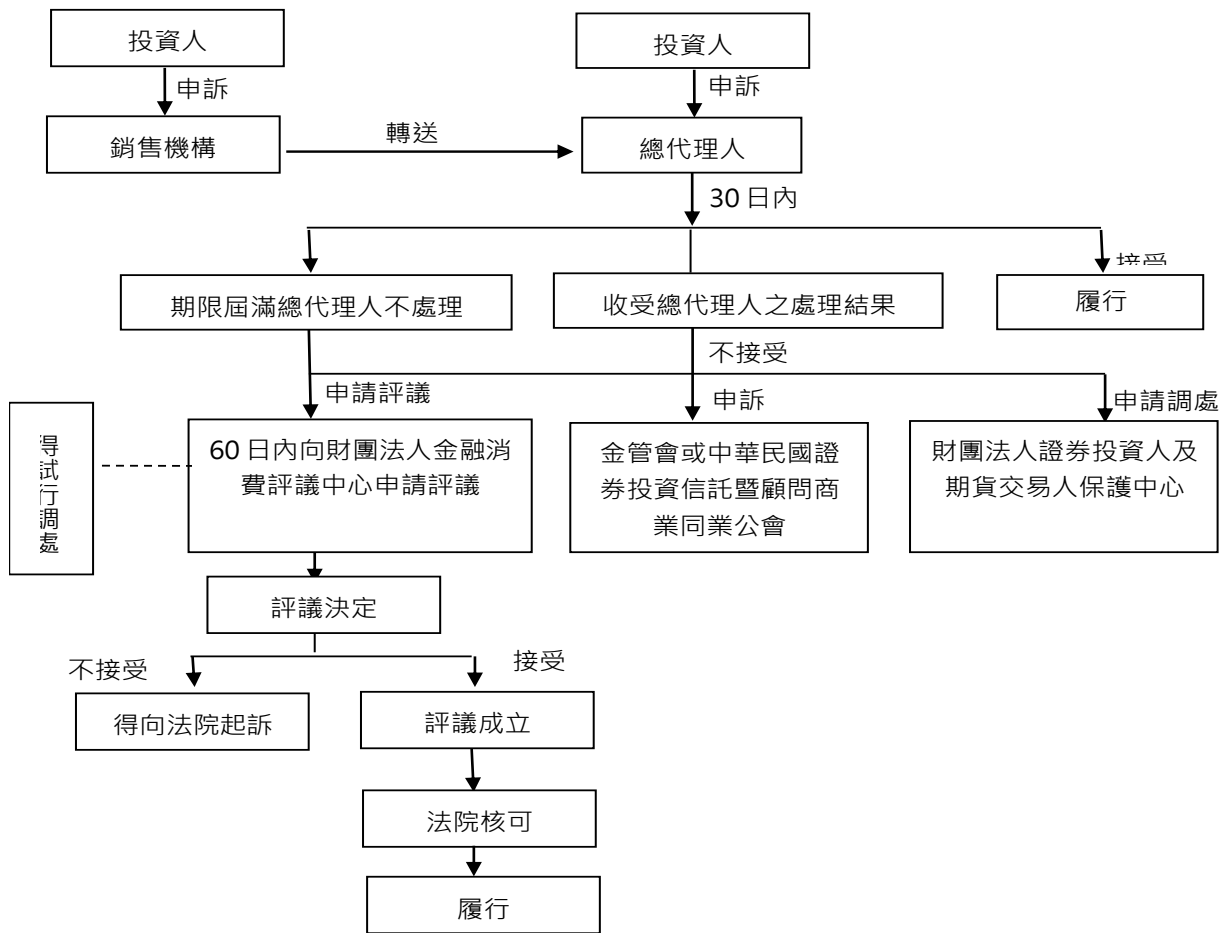 投資人
投資人
申訴
申訴
銷售機構
轉送
總代理人
30 日內
接受
期限屆滿總代理人不處理
收受總代理人之處理結果
履行
不接受
申請評議
申訴
申請調處
得試行調處
60 日內向財團法人金融消
費評議中心申請評議
金管會或中華民國證
券投資信託暨顧問商
業同業公會
財團法人證券投資人及
期貨交易人保護中心
評議決定
不接受
接受
得向法院起訴
評議成立
法院核可
履行